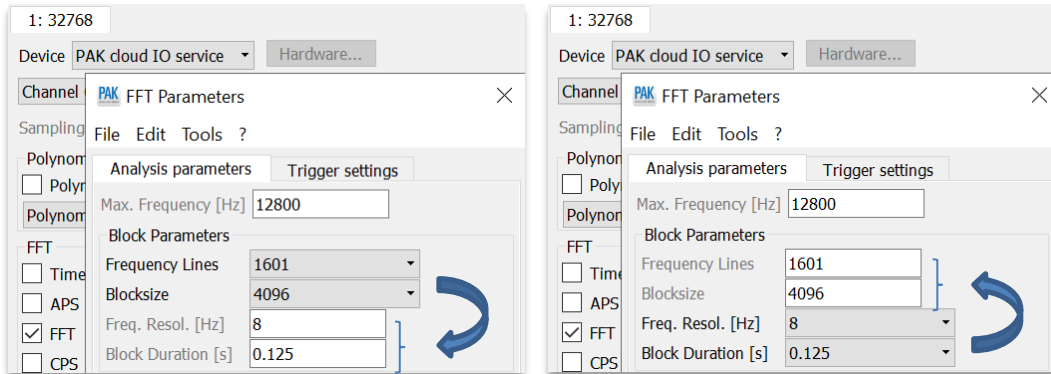 1: 32768
Device PAK cloud IO service Hardware...
Channel
PAK FFT Parameters
Sampling
File Edit Tools ?
Polynom
Analysis parameters Trigger settings
Polyn
Max. Frequency [Hz] 12800
Polynom
Block Parameters
FFT
Frequency Lines 1601
Time
Blocksize 4096
APS
Freq. Resol. [Hz] 8
FFT
Block Duration [s] 0.125
CPS
1: 32768
Device PAK cloud IO service Hardware...
Channel
PAK FFT Parameters
Sampling
File Edit Tools ?
Polynom
Analysis parameters Trigger settings
Poly
Max. Frequency [Hz] 12800
Polynom
Block Parameters
FFT
Frequency Lines 1601
Time
Blocksize 4096
APS
Freq. Resol. [Hz] 8
FFT
Block Duration [s] 0.125
CPS